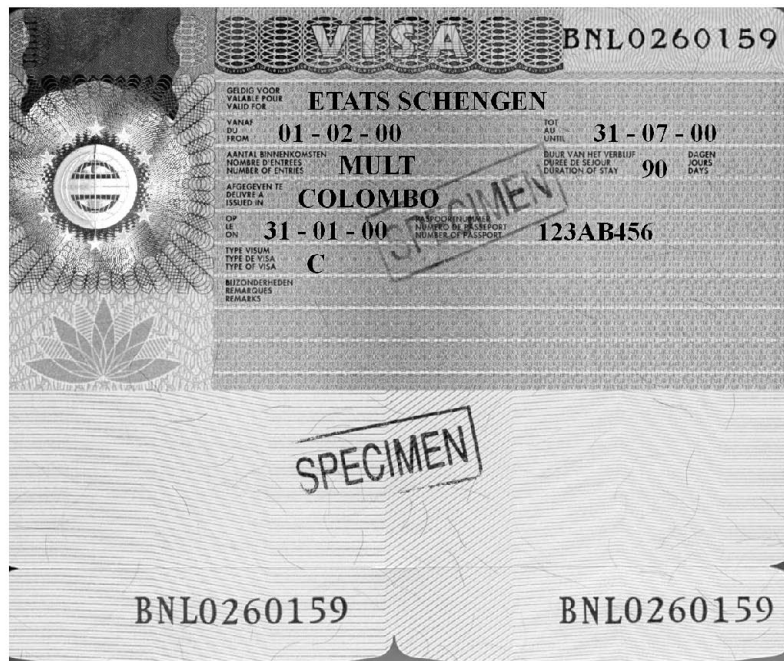 VISA BNL0260159
GELDIG VOOR
VALABLE POUR
VALID FOR
ETATS SCHENGEN
VANAF
DU
FROM
01 - 02 - 00
TOT
AU
UNTIL
31 - 07 - 00
AANTAL BINNENKOMSTEN
NOMBRE D'ENTREES
NUMBER OF ENTRIES
MULT
DUUR VAN HET VERBLIJF
DUREE DE SEJOUR
DURATION OF STAY
90
DAGEN
JOURS
DAYS
AFGEGEVEN TE
DELIVRE A
ISSUED IN
COLOMBO
SPECIMEN
OP
LE
ON
31 - 01 - 00
PASPOORTNUMMER
NUMERO DE PASSEPORT
NUMBER OF PASSPORT
123AB456
TYPE VISUM
TYPE DE VISA
TYPE OF VISA
C
BIJZONDERHEDEN
REMARQUES
REMARKS
SPECIMEN
BNL0260159 BNL0260159